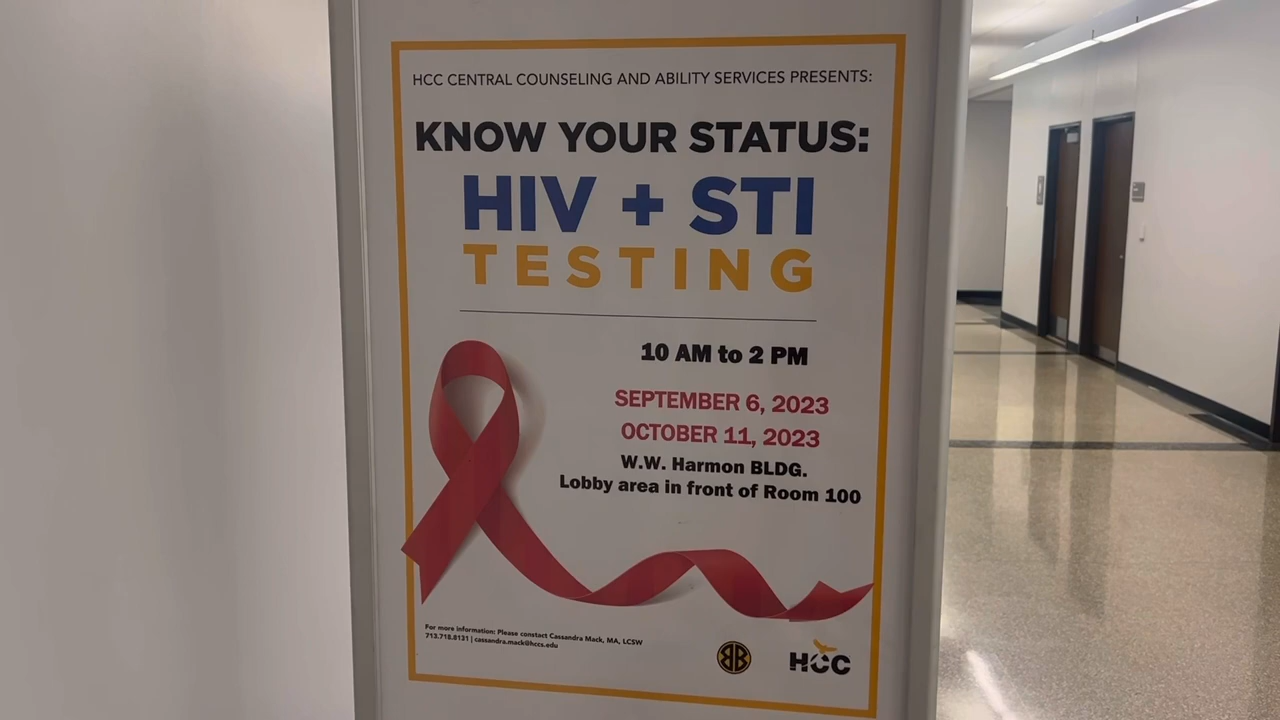 HCC CENTRAL COUNSELING AND ABILITY SERVICES PRESENTS:
KNOW YOUR STATUS:
HIV + STI
TESTING
10 AM to 2 PM
SEPTEMBER 6, 2023
OCTOBER 11, 2023
W.W. Harmon BLDG.
Lobby area in front of Room 100
For more information: Please constact Cassandra Mack, MA, LCSW
713.718.8131 | cassandra.mack@hccs.edu
BB
HCC